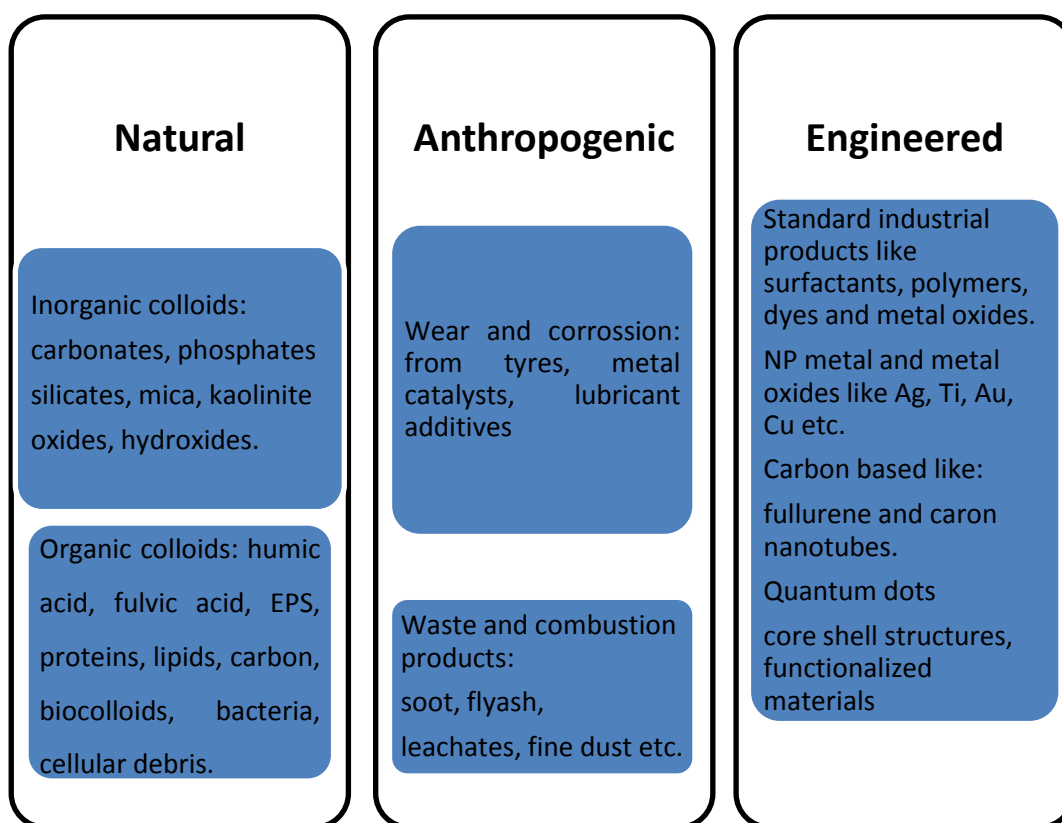 Natural
Inorganic colloids:
carbonates, phosphates
silicates, mica, kaolinite
oxides, hydroxides.
Organic colloids: humic
acid, fulvic acid, EPS,
proteins, lipids, carbon,
biocolloids, bacteria,
cellular debris.
Anthropogenic
Wear and corrossion:
from tyres, metal
catalysts, lubricant
additives
Waste and combustion
products:
soot, flyash,
leachates, fine dust etc.
Engineered
Standard industrial
products like
surfactants, polymers,
dyes and metal oxides.
NP metal and metal
oxides like Ag, Ti, Au,
Cu etc.
Carbon based like:
fullurene and caron
nanotubes.
Quantum dots
core shell structures,
functionalized
materials